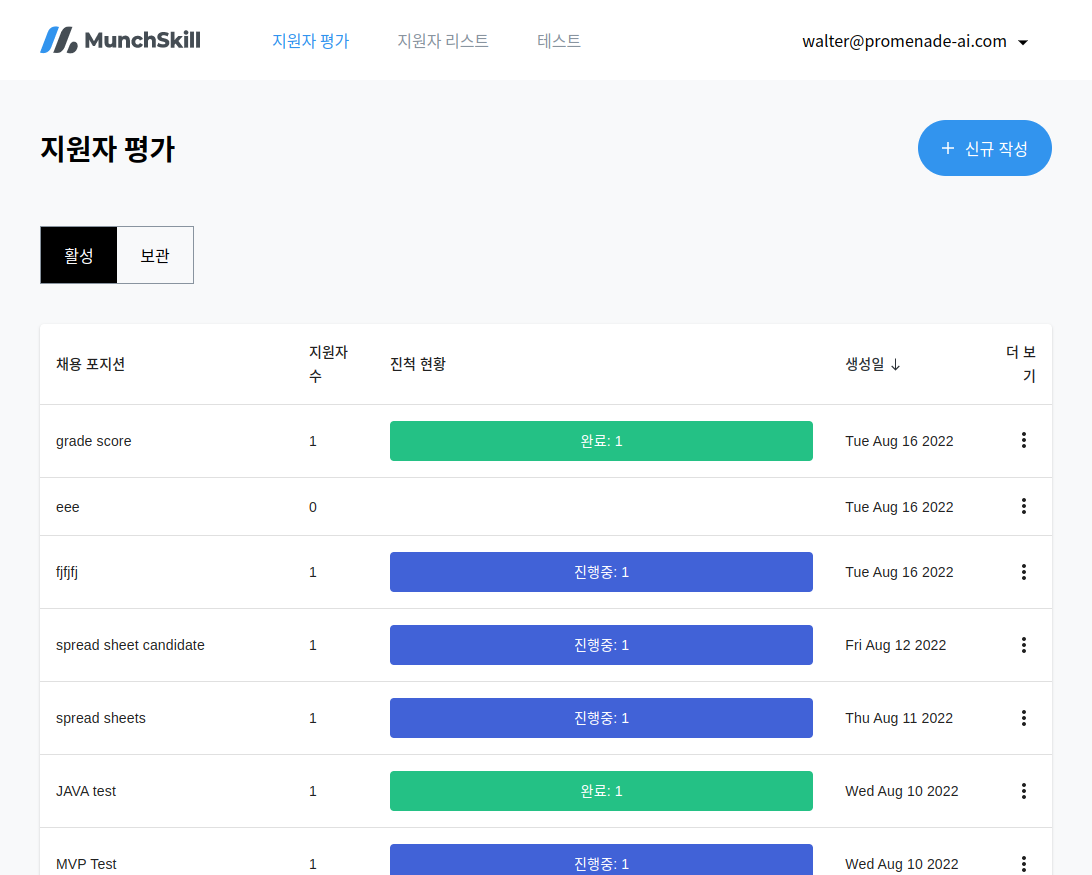 MunchSkill 지원자 평가 지원자 리스트 테스트 walter@promenade-ai.com
지원자 평가
+ 신규 작성
활성 보관
채용 포지션 지원자 수 진척 현황 생성일 ↓ 더 보기
grade score 1 완료: 1 Tue Aug 16 2022
eee 0 Tue Aug 16 2022
fjfjfj 1 진행중: 1 Tue Aug 16 2022
spread sheet candidate 1 진행중: 1 Fri Aug 12 2022
spread sheets 1 진행중: 1 Thu Aug 11 2022
JAVA test 1 완료: 1 Wed Aug 10 2022
MVP Test 1 진행중: 1 Wed Aug 10 2022